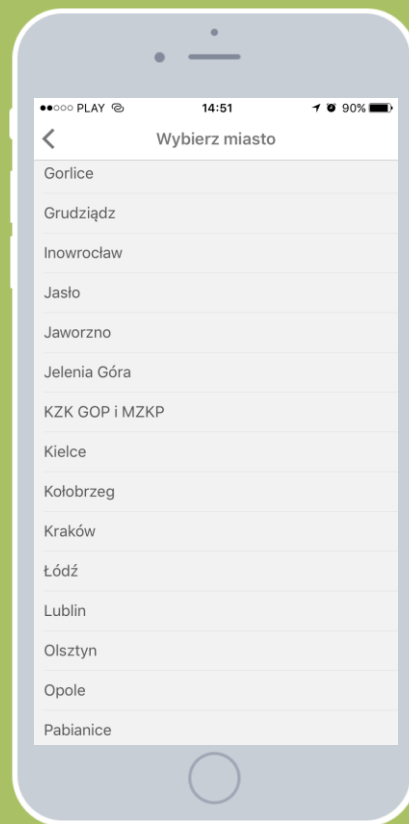 PLAY 14:51 90%
Wybierz miasto
Gorlice
Grudziądz
Inowrocław
Jasło
Jaworzno
Jelenia Góra
KZK GOP i MZKP
Kielce
Kołobrzeg
Kraków
Łódź
Lublin
Olsztyn
Opole
Pabianice